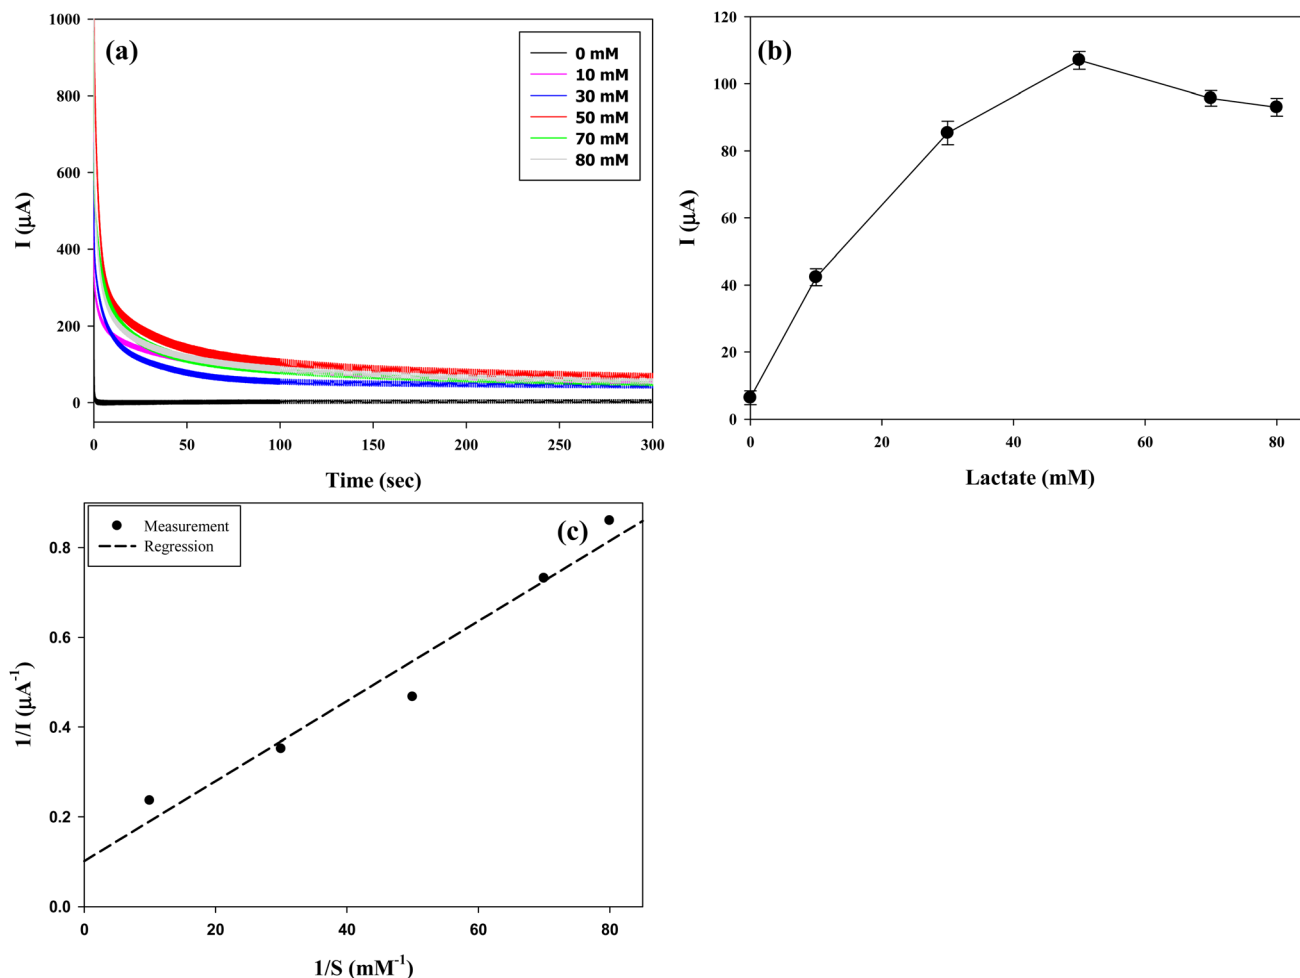 (a)
1000
800
600
400
200
0
I (µA)
0 mM
10 mM
30 mM
50 mM
70 mM
80 mM
0 50 100 150 200 250 300
Time (sec)
(b)
120
100
80
60
40
20
0
I (µA)
0 20 40 60 80
Lactate (mM)
(c)
Measurement
Regression
0.8
0.6
0.4
0.2
0.0
1/I (µA⁻¹)
0 20 40 60 80
1/S (mM⁻¹)